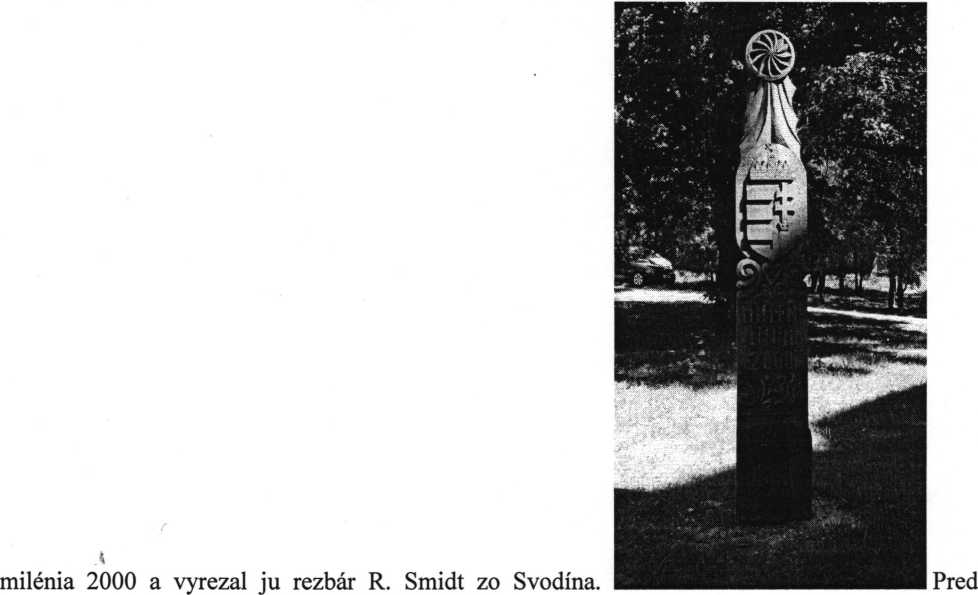 milénia 2000 a vyrezal ju rezbár R. Smidt zo Svodína. Pred